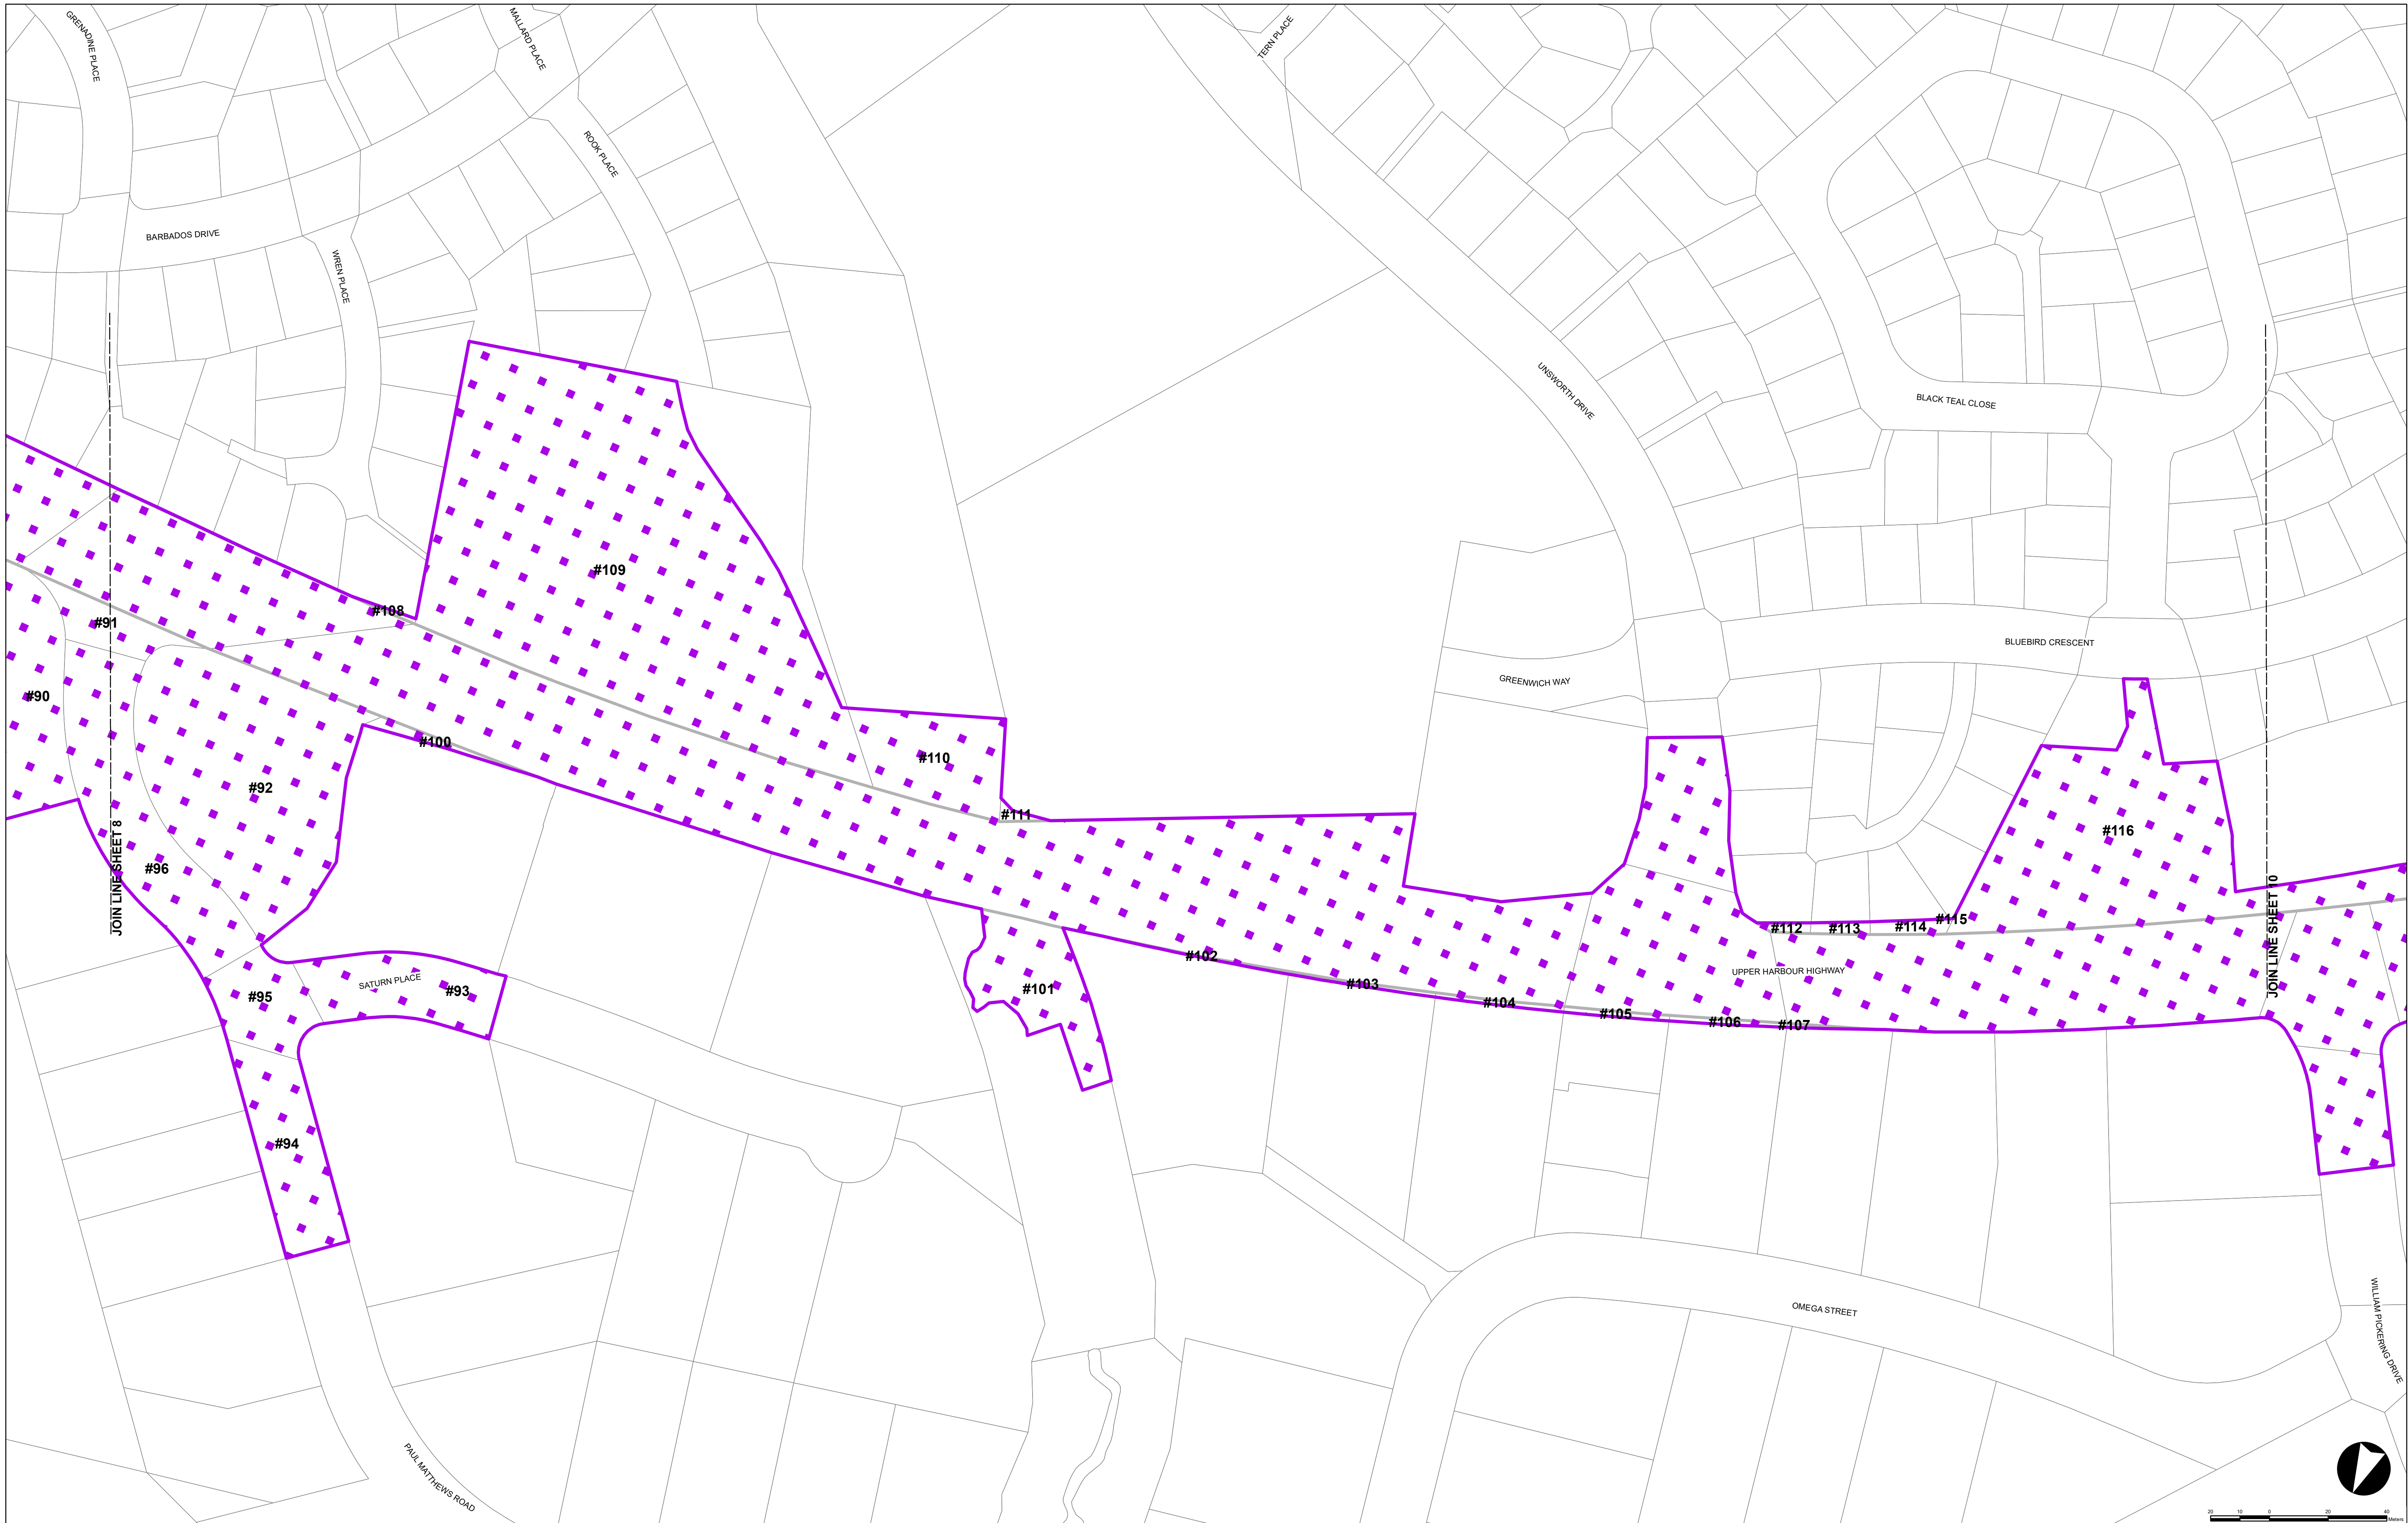 GRENADINE PLACE
MALLARD PLACE
TERN PLACE
ROOK PLACE
BARBADOS DRIVE
WREN PLACE
UNSWORTH DRIVE
BLACK TEAL CLOSE
#109
#108
#91
BLUEBIRD CRESCENT
GREENWICH WAY
#90
#100
#110
#92
#111
#116
JOIN LINE SHEET 8
#96
JOIN LINE SHEET 10
#112
#113
#114
#115
#102
UPPER HARBOUR HIGHWAY
SATURN PLACE
#103
#93
#101
#95
#104
#105
#106
#107
#94
OMEGA STREET
WILLIAM PICKERING DRIVE
PAUL MATTHEWS ROAD
20 10 0 20 40
Meters